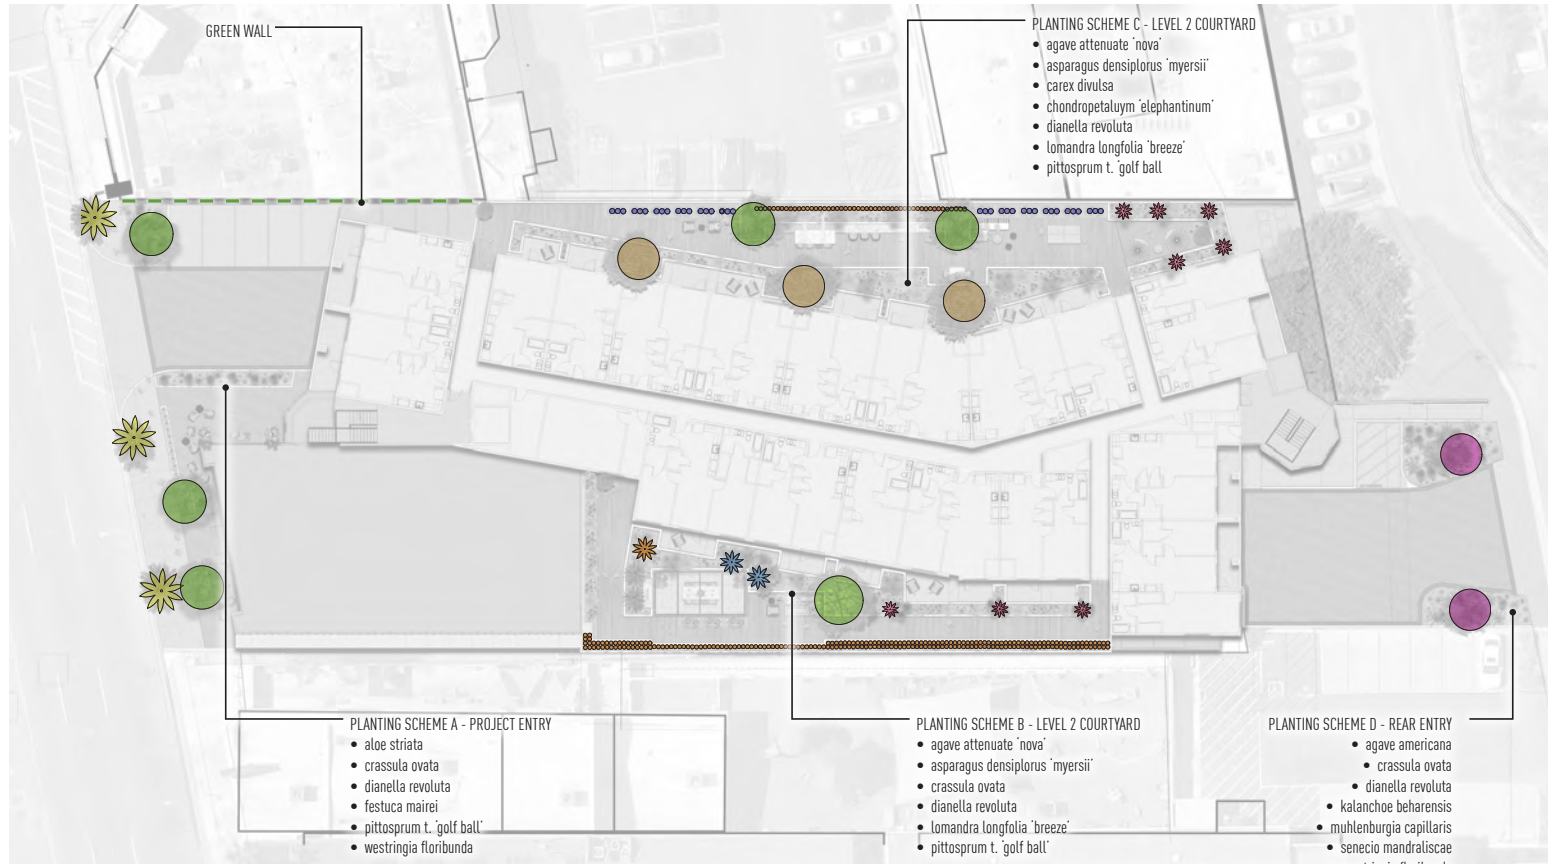 GREEN WALL
PLANTING SCHEME C - LEVEL 2 COURTYARD
• agave attenuate 'nova'
• asparagus densiplorus 'myersii'
• carex divulsa
• chondropetaluym 'elephantinum'
• dianella revoluta
• lomandra longfolia 'breeze'
• pittosprum t. 'golf ball
PLANTING SCHEME A - PROJECT ENTRY
• aloe striata
• crassula ovata
• dianella revoluta
• festuca mairei
• pittosprum t. 'golf ball'
• westringia floribunda
PLANTING SCHEME B - LEVEL 2 COURTYARD
• agave attenuate 'nova'
• asparagus densiplorus 'myersii'
• crassula ovata
• dianella revoluta
• lomandra longfolia 'breeze'
• pittosprum t. 'golf ball'
PLANTING SCHEME D - REAR ENTRY
• agave americana
• crassula ovata
• dianella revoluta
• kalanchoe beharensis
• muhlenburgia capillaris
• senecio mandraliscae